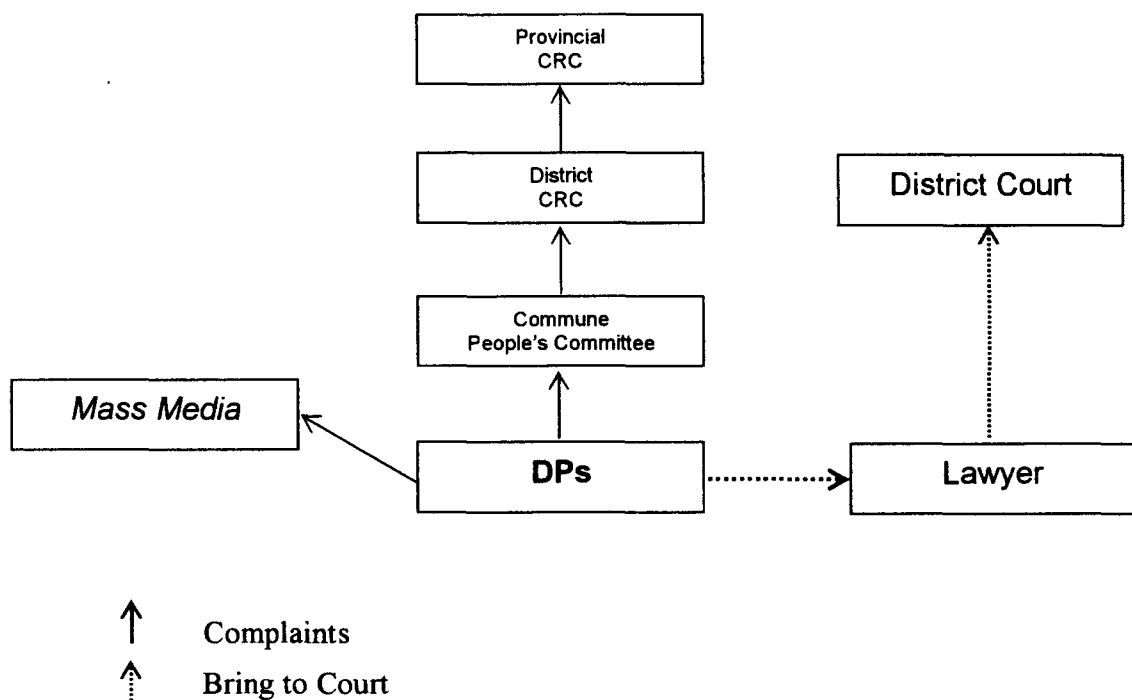 Provincial
CRC
District
CRC
District Court
Commune
People's Committee
Mass Media
DPs
Lawyer
Complaints
Bring to Court